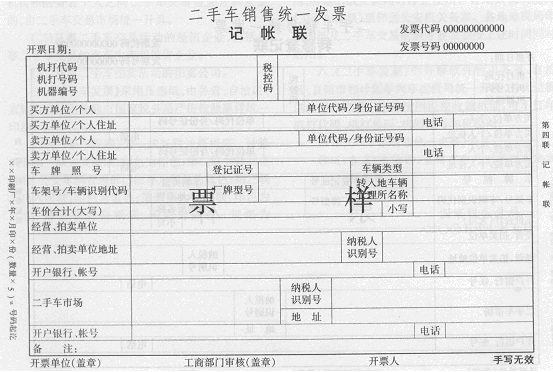 二手车销售统一发票
记 帐 联
发票代码 000000000000
发票号码 00000000
开票日期:
机打代码
机打号码
机器编号
税控码
买方单位/个人
单位代码/身份证号码
买方单位/个人住址
电话
卖方单位/个人
单位代码/身份证号码
卖方单位/个人住址
电话
车 牌 照 号
登记证号
车辆类型
车架号/车辆识别代码
厂牌型号
转入地车辆
管理所名称
票 样
车价合计(大写)
小写
经营、拍卖单位
经营、拍卖单位地址
纳税人
识别号
开户银行、帐号
电话
二手车市场
纳税人
识别号
地 址
开户银行、帐号
电话
备 注:
开票单位(盖章)
工商部门审核(盖章)
开票人
手写无效
第四联 记帐联